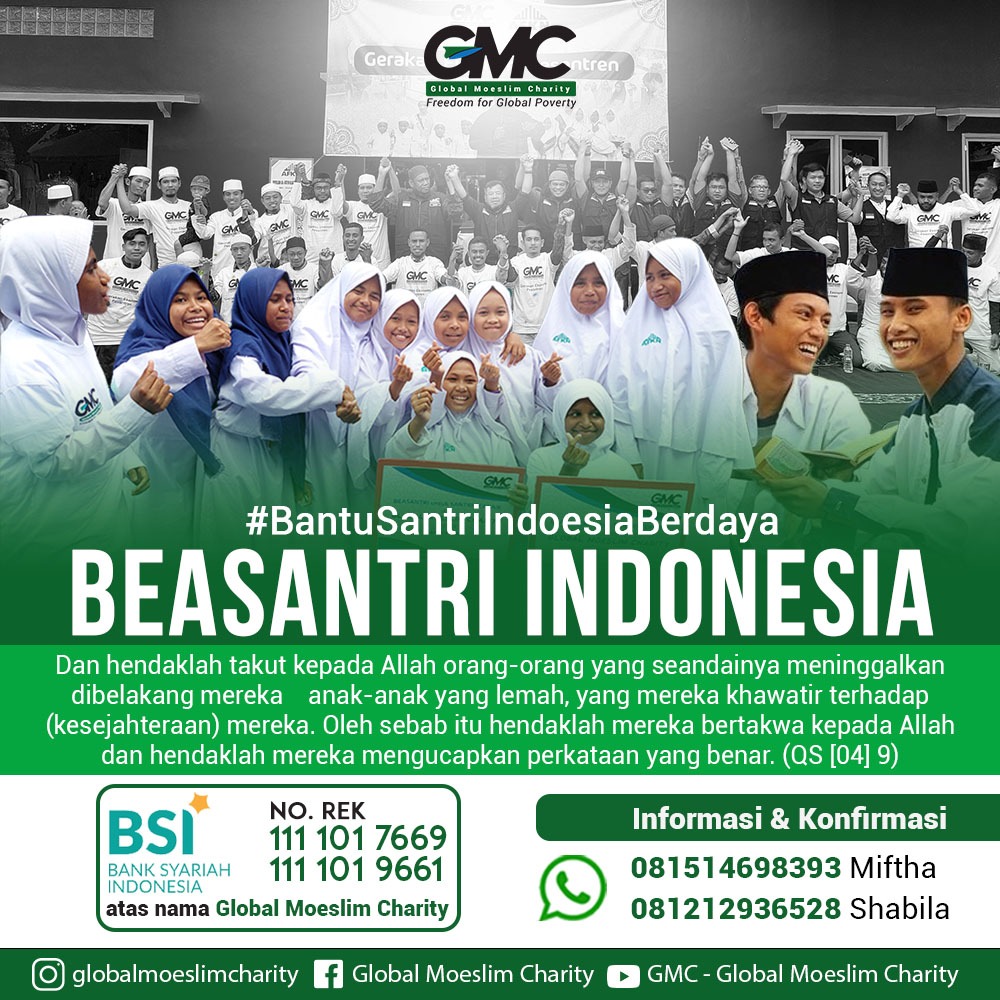 GMC
Global Moeslim Charity
Freedom for Global Poverty
#BantuSantriIndoesiaBerdaya
BEASANTRI INDONESIA
Dan hendaklah takut kepada Allah orang-orang yang seandainya meninggalkan
dibelakang mereka anak-anak yang lemah, yang mereka khawatir terhadap
(kesejahteraan) mereka. Oleh sebab itu hendaklah mereka bertakwa kepada Allah
dan hendaklah mereka mengucapkan perkataan yang benar. (QS [04] 9)
BSI
BANK SYARIAH
INDONESIA
NO. REK
111 101 7669
111 101 9661
atas nama Global Moeslim Charity
Informasi & Konfirmasi
081514698393 Miftha
081212936528 Shabila
globalmoeslimcharity
Global Moeslim Charity
GMC - Global Moeslim Charity